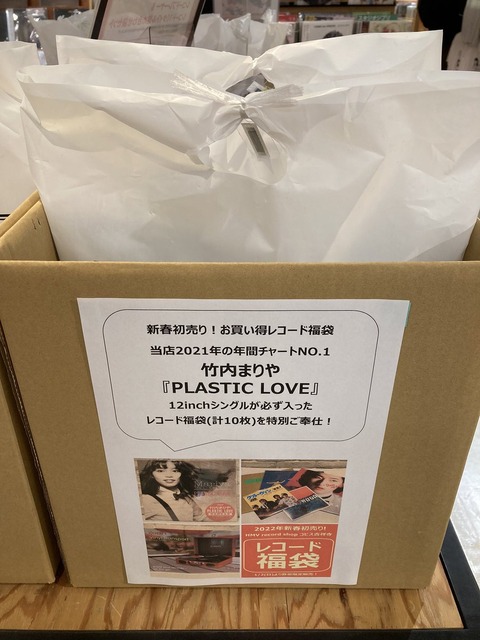 新春初売り！お買い得レコード福袋
当店2021年の年間チャートNO.1
竹内まりや
『PLASTIC LOVE』
12inchシングルが必ず入った
レコード福袋(計10枚)を特別ご奉仕！
2022年新春初売り!
HMV record shop コピス吉祥寺
レコード
福袋